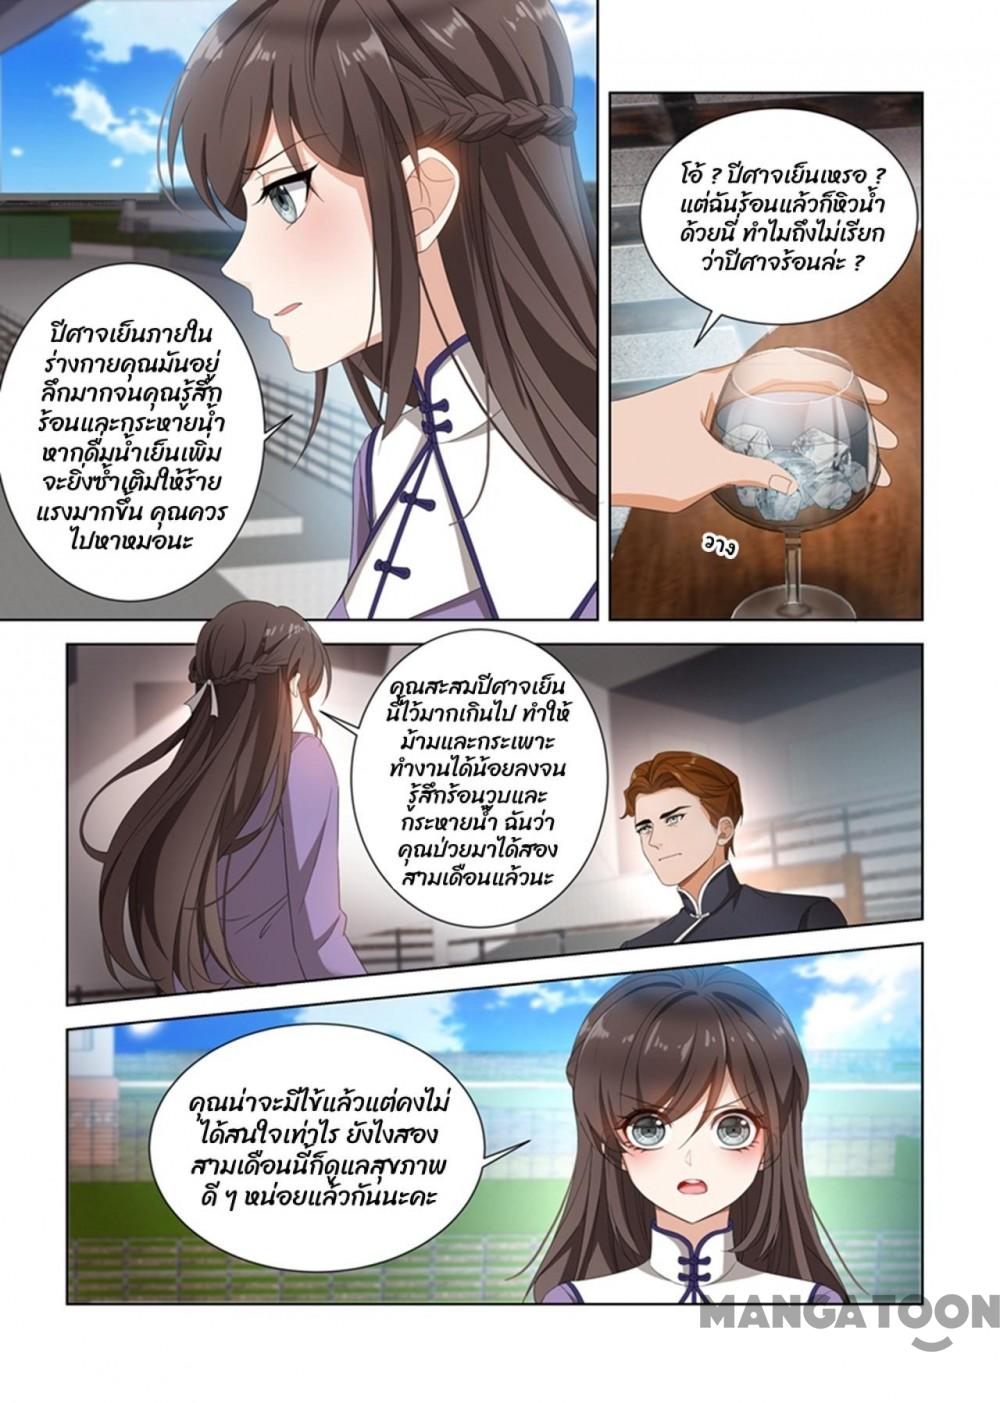 โอ้ ? ปีศาจเย็นเหรอ ?
แต่ฉันร้อนแล้วก็หิวน้ำ
ด้วยนี่ ทำไมถึงไม่เรียก
ว่าปีศาจร้อนล่ะ ?
ปีศาจเย็นภายใน
ร่างกายคุณมันอยู่
ลึกมากจนคุณรู้สึก
ร้อนและกระหายน้ำ
หากดื่มน้ำเย็นเพิ่ม
จะยิ่งซ้ำเติมให้ร้าย
แรงมากขึ้น คุณควร
ไปหาหมอนะ
วาง
คุณสะสมปีศาจเย็น
นี้ไว้มากเกินไป ทำให้
ม้ามและกระเพาะ
ทำงานได้น้อยลงจน
รู้สึกร้อนวูบและ
กระหายน้ำ ฉันว่า
คุณป่วยมาได้สอง
สามเดือนแล้วนะ
คุณน่าจะมีไข้แล้วแต่คงไม่
ได้สนใจเท่าไร ยังไงสอง
สามเดือนนี้ก็ดูแลสุขภาพ
ดี ๆ หน่อยแล้วกันนะคะ
MANGATOON